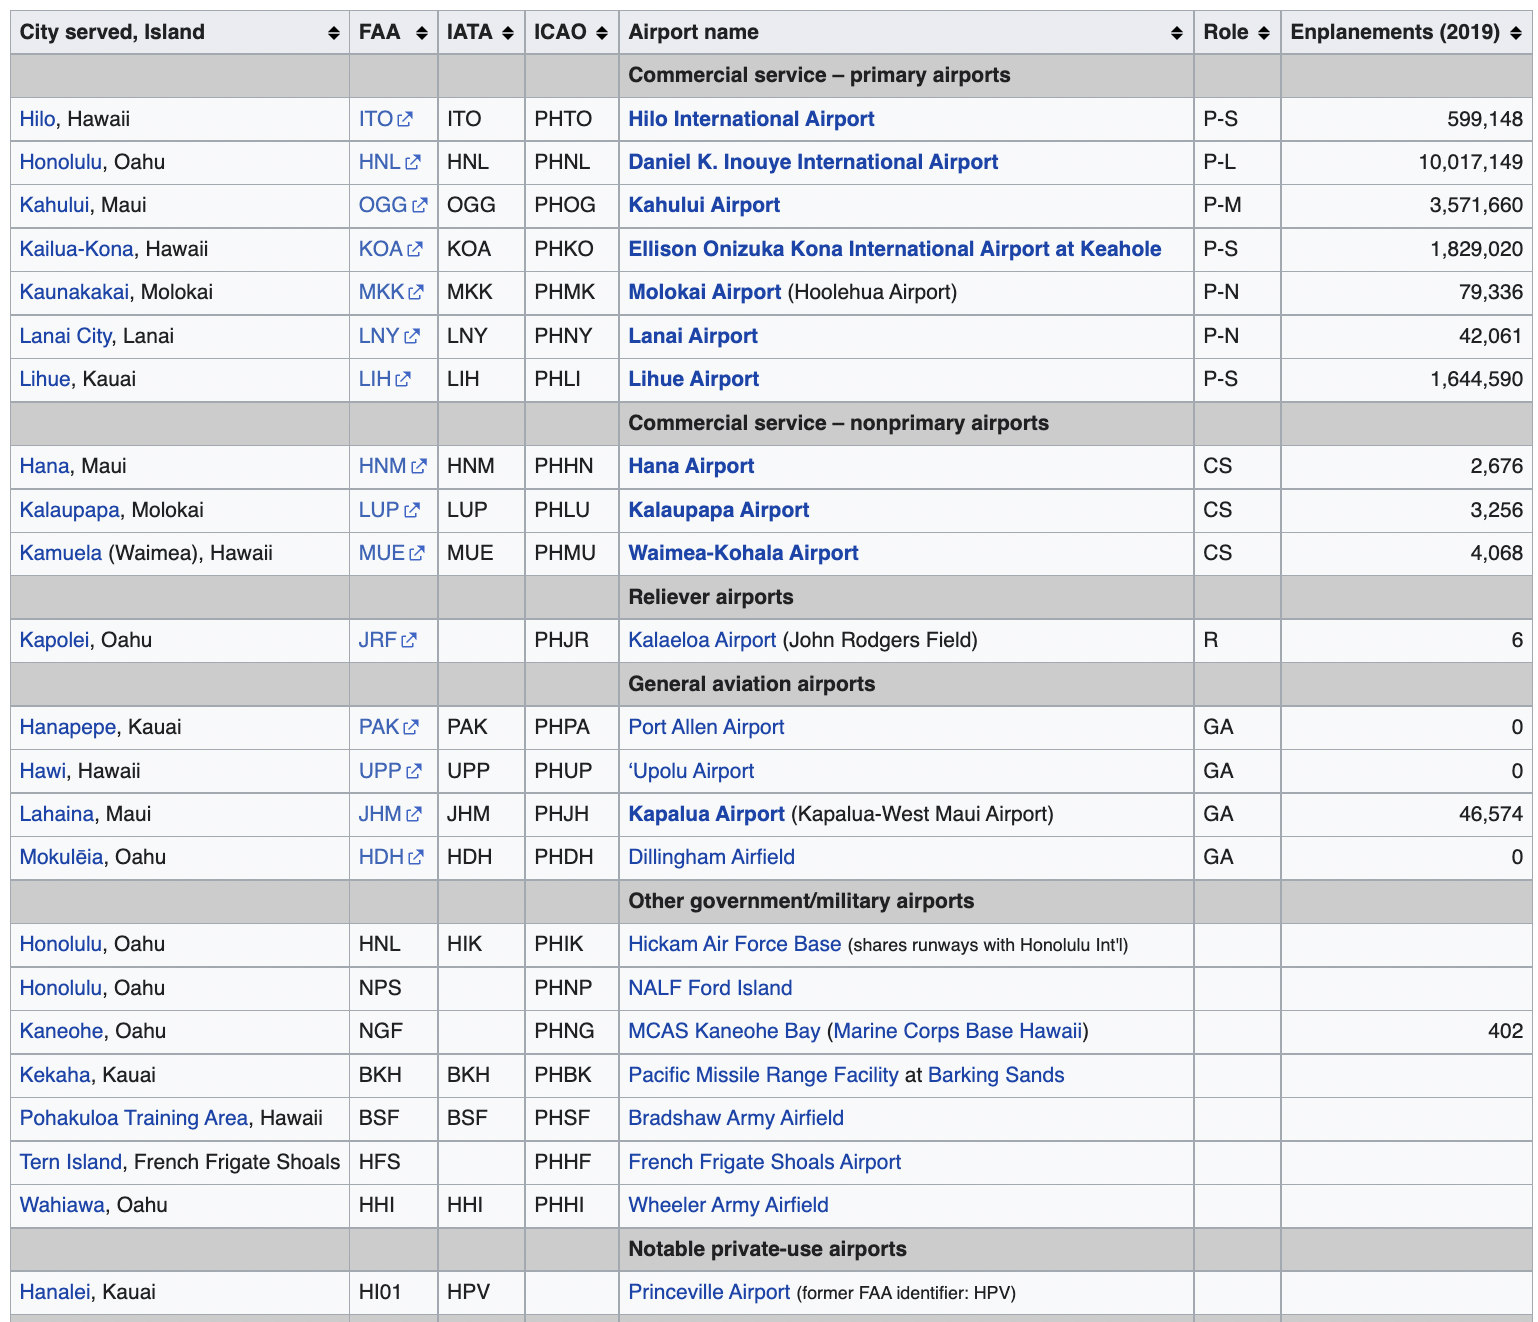 City served, Island FAA IATA ICAO Airport name Role Enplanements (2019)
Commercial service – primary airports
Hilo, Hawaii ITO ITO PHTO Hilo International Airport P-S 599,148
Honolulu, Oahu HNL HNL PHNL Daniel K. Inouye International Airport P-L 10,017,149
Kahului, Maui OGG OGG PHOG Kahului Airport P-M 3,571,660
Kailua-Kona, Hawaii KOA KOA PHKO Ellison Onizuka Kona International Airport at Keahole P-S 1,829,020
Kaunakakai, Molokai MKK MKK PHMK Molokai Airport (Hoolehua Airport) P-N 79,336
Lanai City, Lanai LNY LNY PHNY Lanai Airport P-N 42,061
Lihue, Kauai LIH LIH PHLI Lihue Airport P-S 1,644,590
Commercial service – nonprimary airports
Hana, Maui HNM HNM PHHN Hana Airport CS 2,676
Kalaupapa, Molokai LUP LUP PHLU Kalaupapa Airport CS 3,256
Kamuela (Waimea), Hawaii MUE MUE PHMU Waimea-Kohala Airport CS 4,068
Reliever airports
Kapolei, Oahu JRF PHJR Kalaeloa Airport (John Rodgers Field) R 6
General aviation airports
Hanapepe, Kauai PAK PAK PHPA Port Allen Airport GA 0
Hawi, Hawaii UPP UPP PHUP ‘Upolu Airport GA 0
Lahaina, Maui JHM JHM PHJH Kapalua Airport (Kapalua-West Maui Airport) GA 46,574
Mokulēia, Oahu HDH HDH PHDH Dillingham Airfield GA 0
Other government/military airports
Honolulu, Oahu HNL HIK PHIK Hickam Air Force Base (shares runways with Honolulu Int'l)
Honolulu, Oahu NPS PHNP NALF Ford Island
Kaneohe, Oahu NGF PHNG MCAS Kaneohe Bay (Marine Corps Base Hawaii) 402
Kekaha, Kauai BKH BKH PHBK Pacific Missile Range Facility at Barking Sands
Pohakuloa Training Area, Hawaii BSF BSF PHSF Bradshaw Army Airfield
Tern Island, French Frigate Shoals HFS PHHF French Frigate Shoals Airport
Wahiawa, Oahu HHI HHI PHHI Wheeler Army Airfield
Notable private-use airports
Hanalei, Kauai HI01 HPV Princeville Airport (former FAA identifier: HPV)